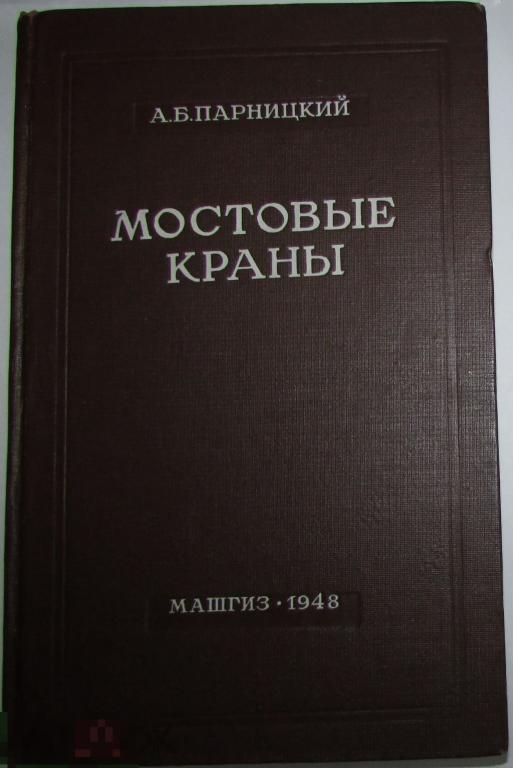 А.Б.ПАРНИЦКИЙ
МОСТОВЫЕ
КРАНЫ
МАШГИЗ · 1948